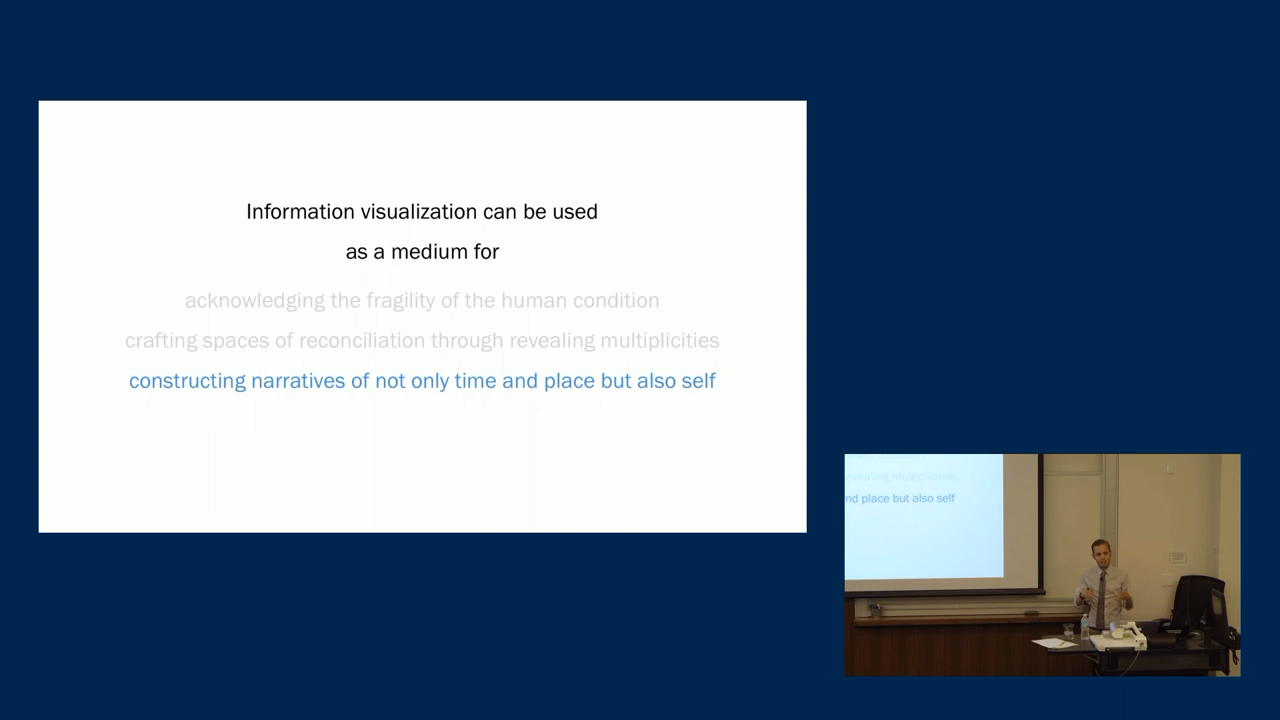 Information visualization can be used
as a medium for
acknowledging the fragility of the human condition
crafting spaces of reconciliation through revealing multiplicities
constructing narratives of not only time and place but also self
revealing multiplicities
nd place but also self